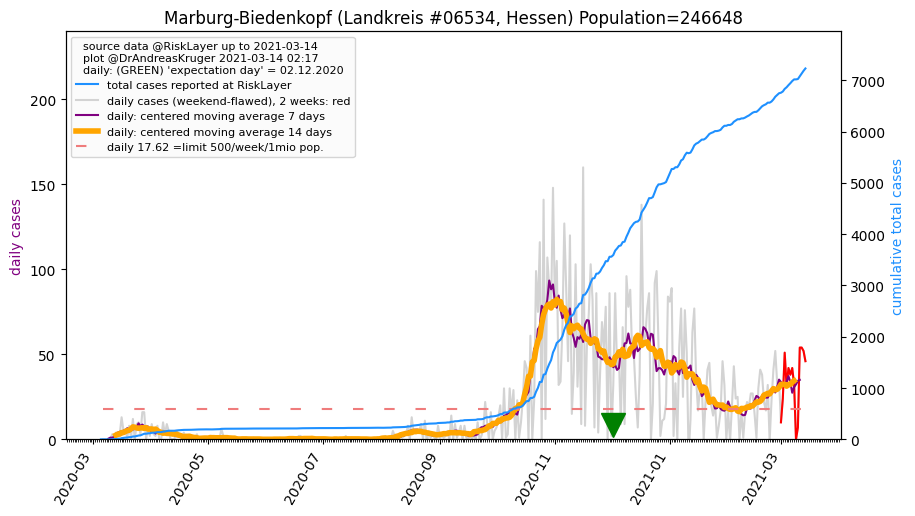 Marburg-Biedenkopf (Landkreis #06534, Hessen) Population=246648
source data @RiskLayer up to 2021-03-14
plot @DrAndreasKruger 2021-03-14 02:17
daily: (GREEN) 'expectation day' = 02.12.2020
total cases reported at RiskLayer
daily cases (weekend-flawed), 2 weeks: red
daily: centered moving average 7 days
daily: centered moving average 14 days
daily 17.62 =limit 500/week/1mio pop.
daily cases
200
150
100
50
0
cumulative total cases
7000
6000
5000
4000
3000
2000
1000
0
2020-03
2020-05
2020-07
2020-09
2020-11
2021-01
2021-03